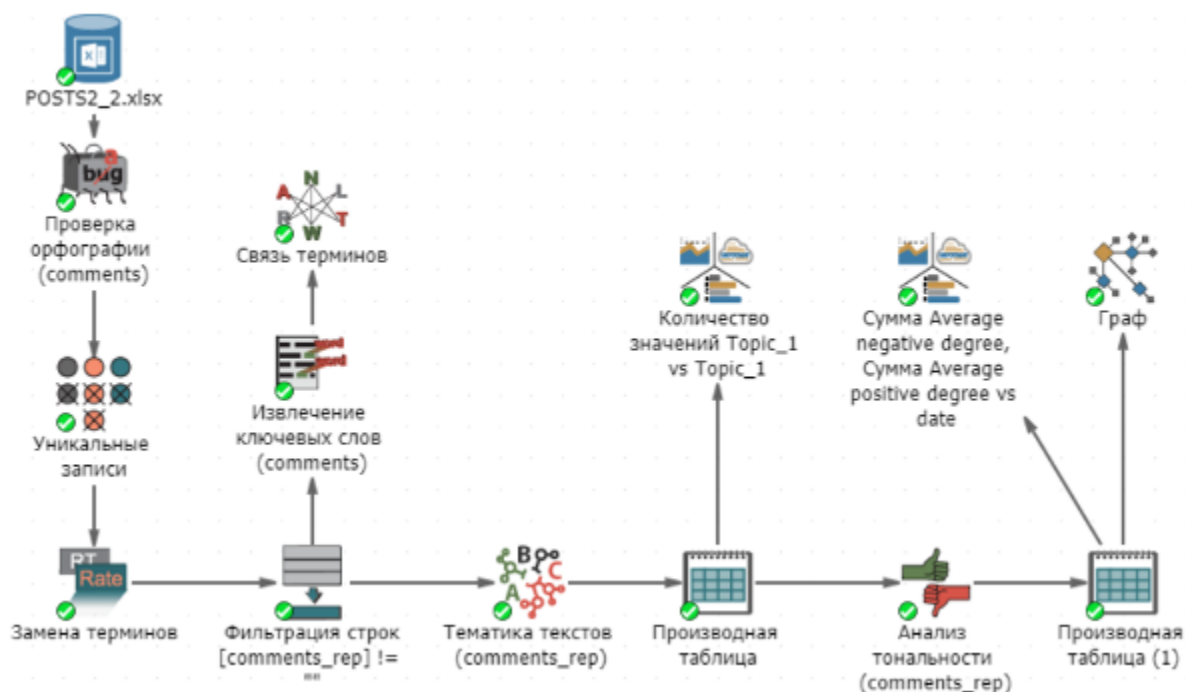 POSTS2_2.xlsx
bug
Проверка
орфографии
(comments)
Уникальные
записи
RT
Rate
Замена терминов
N
A
L
R
T
W
Связь терминов
Извлечение
ключевых слов
(comments)
Фильтрация строк
[comments_rep] !=
""
B
C
A
Тематика текстов
(comments_rep)
Количество
значений Topic_1
vs Topic_1
Производная
таблица
Сумма Average
negative degree,
Сумма Average
positive degree vs
date
Анализ
тональности
(comments_rep)
Граф
Производная
таблица (1)